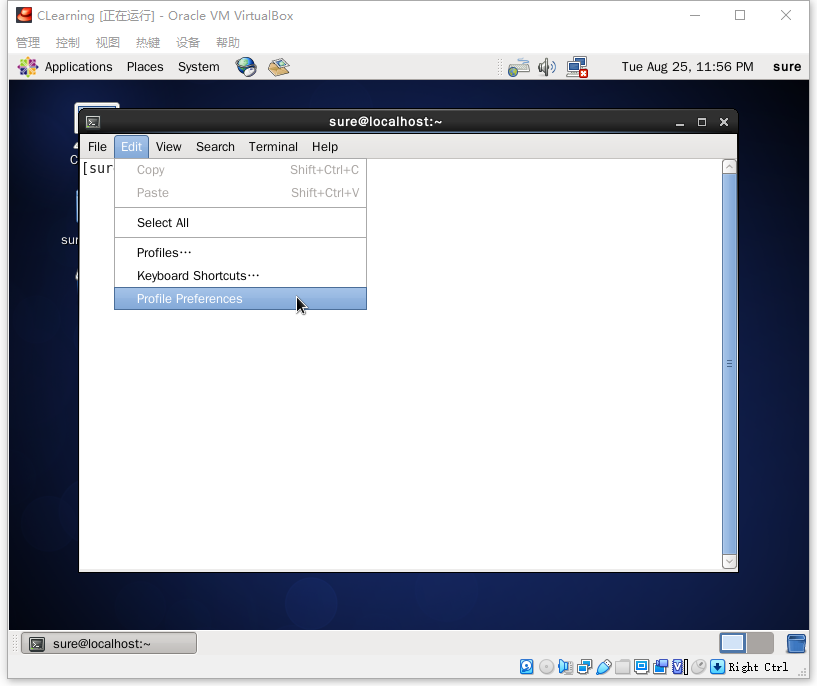 CLearning [正在运行] - Oracle VM VirtualBox
管理 控制 视图 热键 设备 帮助
Applications Places System Tue Aug 25, 11:56 PM sure
sure@localhost:~
File Edit View Search Terminal Help
[sur
Copy Shift+Ctrl+C
Paste Shift+Ctrl+V
Select All
Profiles⋯
Keyboard Shortcuts⋯
Profile Preferences
C
sur
sure@localhost:~
Right Ctrl